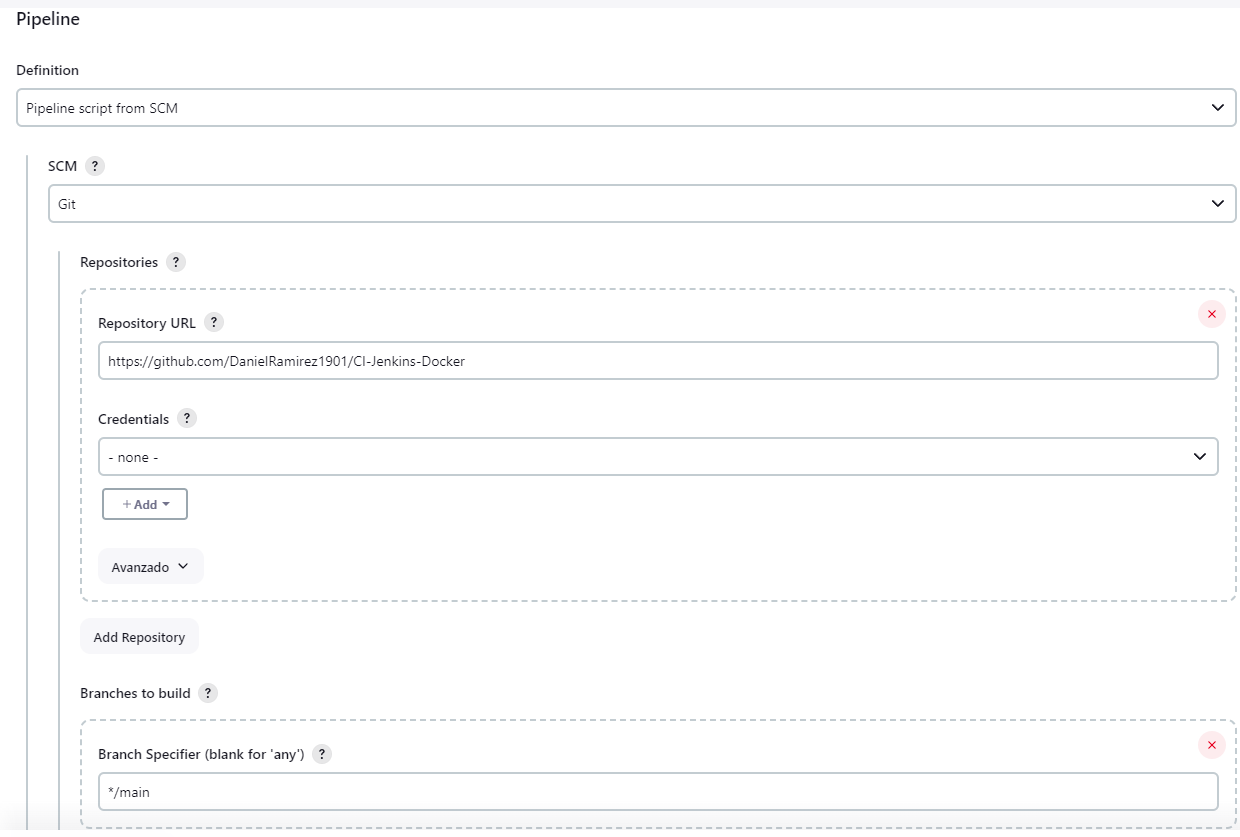 Pipeline
Definition
Pipeline script from SCM
SCM ?
Git
Repositories ?
Repository URL ?
https://github.com/DanielRamirez1901/CI-Jenkins-Docker
Credentials ?
- none -
+ Add
Avanzado
Add Repository
Branches to build ?
Branch Specifier (blank for 'any') ?
*/main